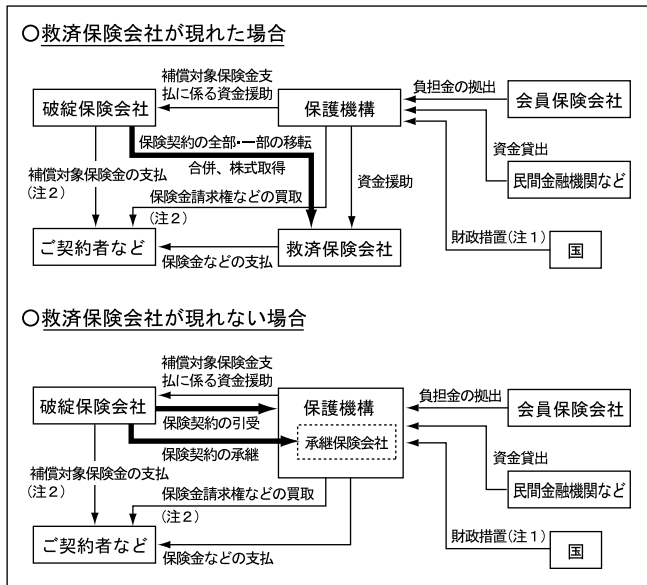 ○救済保険会社が現れた場合
補償対象保険金支
払に係る資金援助
負担金の拠出
破綻保険会社
保護機構
会員保険会社
保険契約の全部・一部の移転
合併、株式取得
資金貸出
補償対象保険金の支払
(注2)
保険金請求権などの買取
(注2)
資金援助
民間金融機関など
財政措置(注1)
ご契約者など
救済保険会社
国
保険金などの支払
○救済保険会社が現れない場合
補償対象保険金支
払に係る資金援助
負担金の拠出
破綻保険会社
保護機構
会員保険会社
保険契約の引受
承継保険会社
保険契約の承継
資金貸出
補償対象保険金の支払
(注2)
保険金請求権などの買取
(注2)
民間金融機関など
財政措置(注1)
ご契約者など
国
保険金などの支払